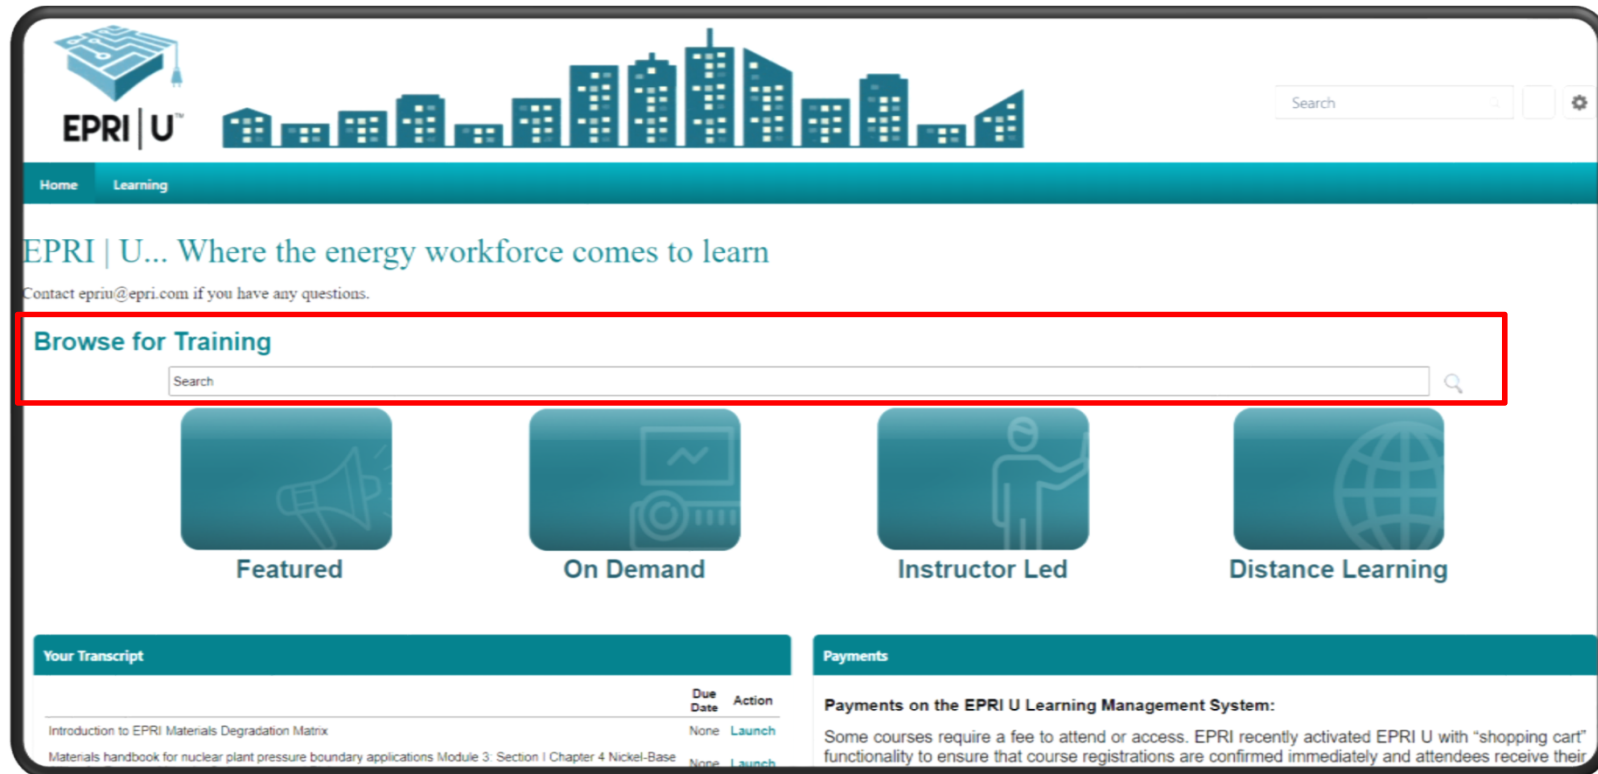 EPRI | U™
Search
Home Learning
EPRI | U... Where the energy workforce comes to learn
Contact epriu@epri.com if you have any questions.
Browse for Training
Search
Featured On Demand Instructor Led Distance Learning
Your Transcript
Due Date Action
Introduction to EPRI Materials Degradation Matrix None Launch
Materials handbook for nuclear plant pressure boundary applications Module 3: Section I Chapter 4 Nickel-Base None Launch
Payments
Payments on the EPRI U Learning Management System:
Some courses require a fee to attend or access. EPRI recently activated EPRI U with “shopping cart”
functionality to ensure that course registrations are confirmed immediately and attendees receive their